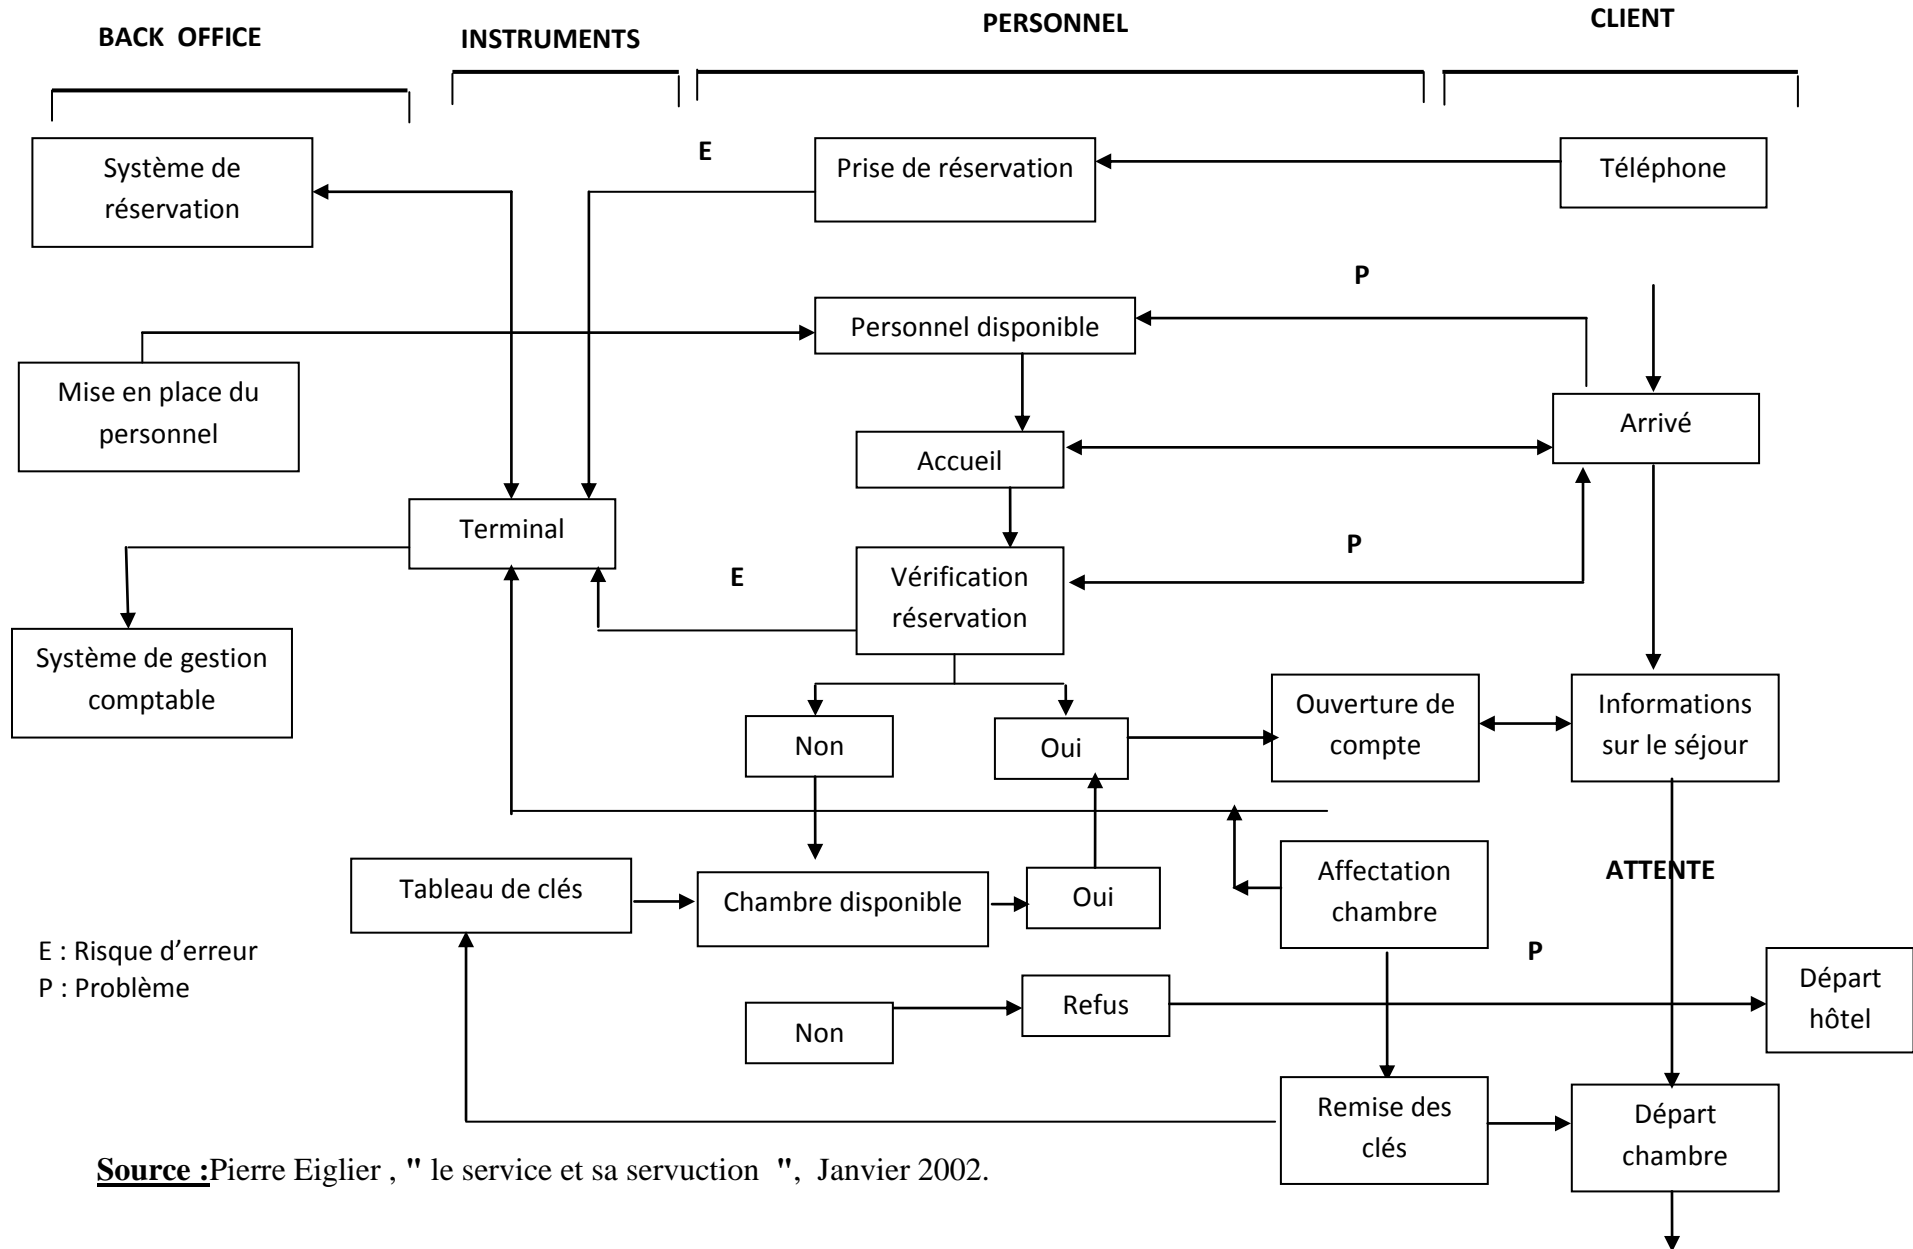 BACK OFFICE
INSTRUMENTS
PERSONNEL
CLIENT
Système de
réservation
E
Prise de réservation
Téléphone
P
Personnel disponible
Mise en place du
personnel
Arrivé
Accueil
Terminal
P
E
Vérification
réservation
Système de gestion
comptable
Non
Oui
Ouverture de
compte
Informations
sur le séjour
Tableau de clés
Chambre disponible
Oui
Affectation
chambre
ATTENTE
E : Risque d’erreur
P : Problème
P
Non
Refus
Départ
hôtel
Remise des
clés
Départ
chambre
Source :Pierre Eiglier , " le service et sa servuction ", Janvier 2002.